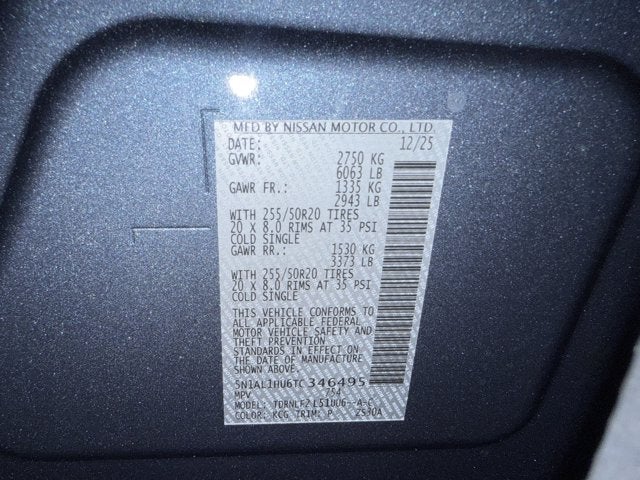 MFD BY NISSAN MOTOR CO., LTD.
DATE: 12/25
GVWR: 2750 KG
6063 LB
GAWR FR.: 1335 KG
2943 LB
WITH 255/50R20 TIRES
20 X 8.0 RIMS AT 35 PSI
COLD SINGLE
GAWR RR.: 1530 KG
3373 LB
WITH 255/50R20 TIRES
20 X 8.0 RIMS AT 35 PSI
COLD SINGLE
THIS VEHICLE CONFORMS TO
ALL APPLICABLE FEDERAL
MOTOR VEHICLE SAFETY AND
THEFT PREVENTION
STANDARDS IN EFFECT ON
THE DATE OF MANUFACTURE
SHOWN ABOVE.
5N1AL1HU6TC346495
MPV
MODEL:
COLOR: KCG TRIM: P